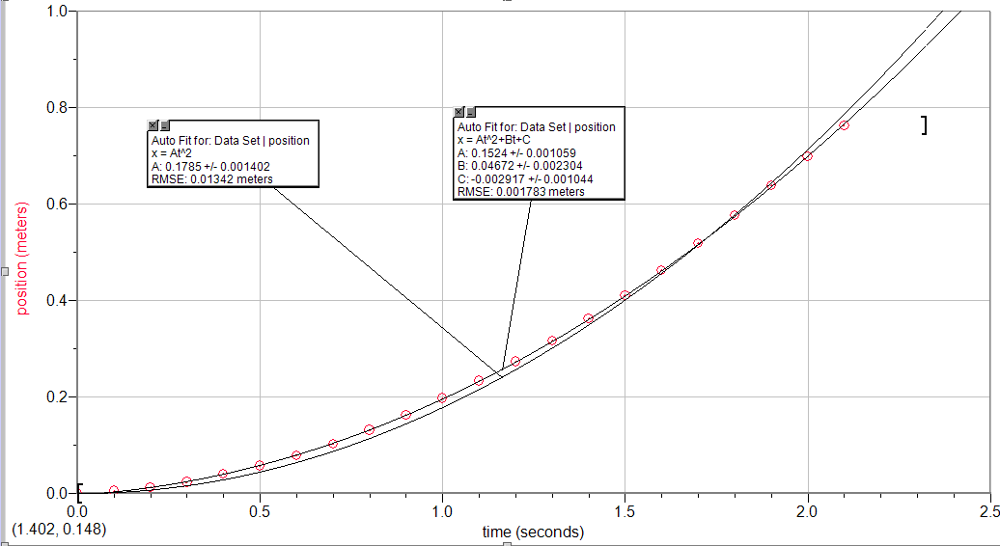 1.0
0.8
0.6
0.4
0.2
0.0
position (meters)
Auto Fit for: Data Set | position
x = At^2
A: 0.1785 +/- 0.001402
RMSE: 0.01342 meters
Auto Fit for: Data Set | position
x = At^2+Bt+C
A: 0.1524 +/- 0.001059
B: 0.04672 +/- 0.002304
C: -0.002917 +/- 0.001044
RMSE: 0.001783 meters
0.0 0.5 1.0 1.5 2.0 2.5
(1.402, 0.148)
time (seconds)